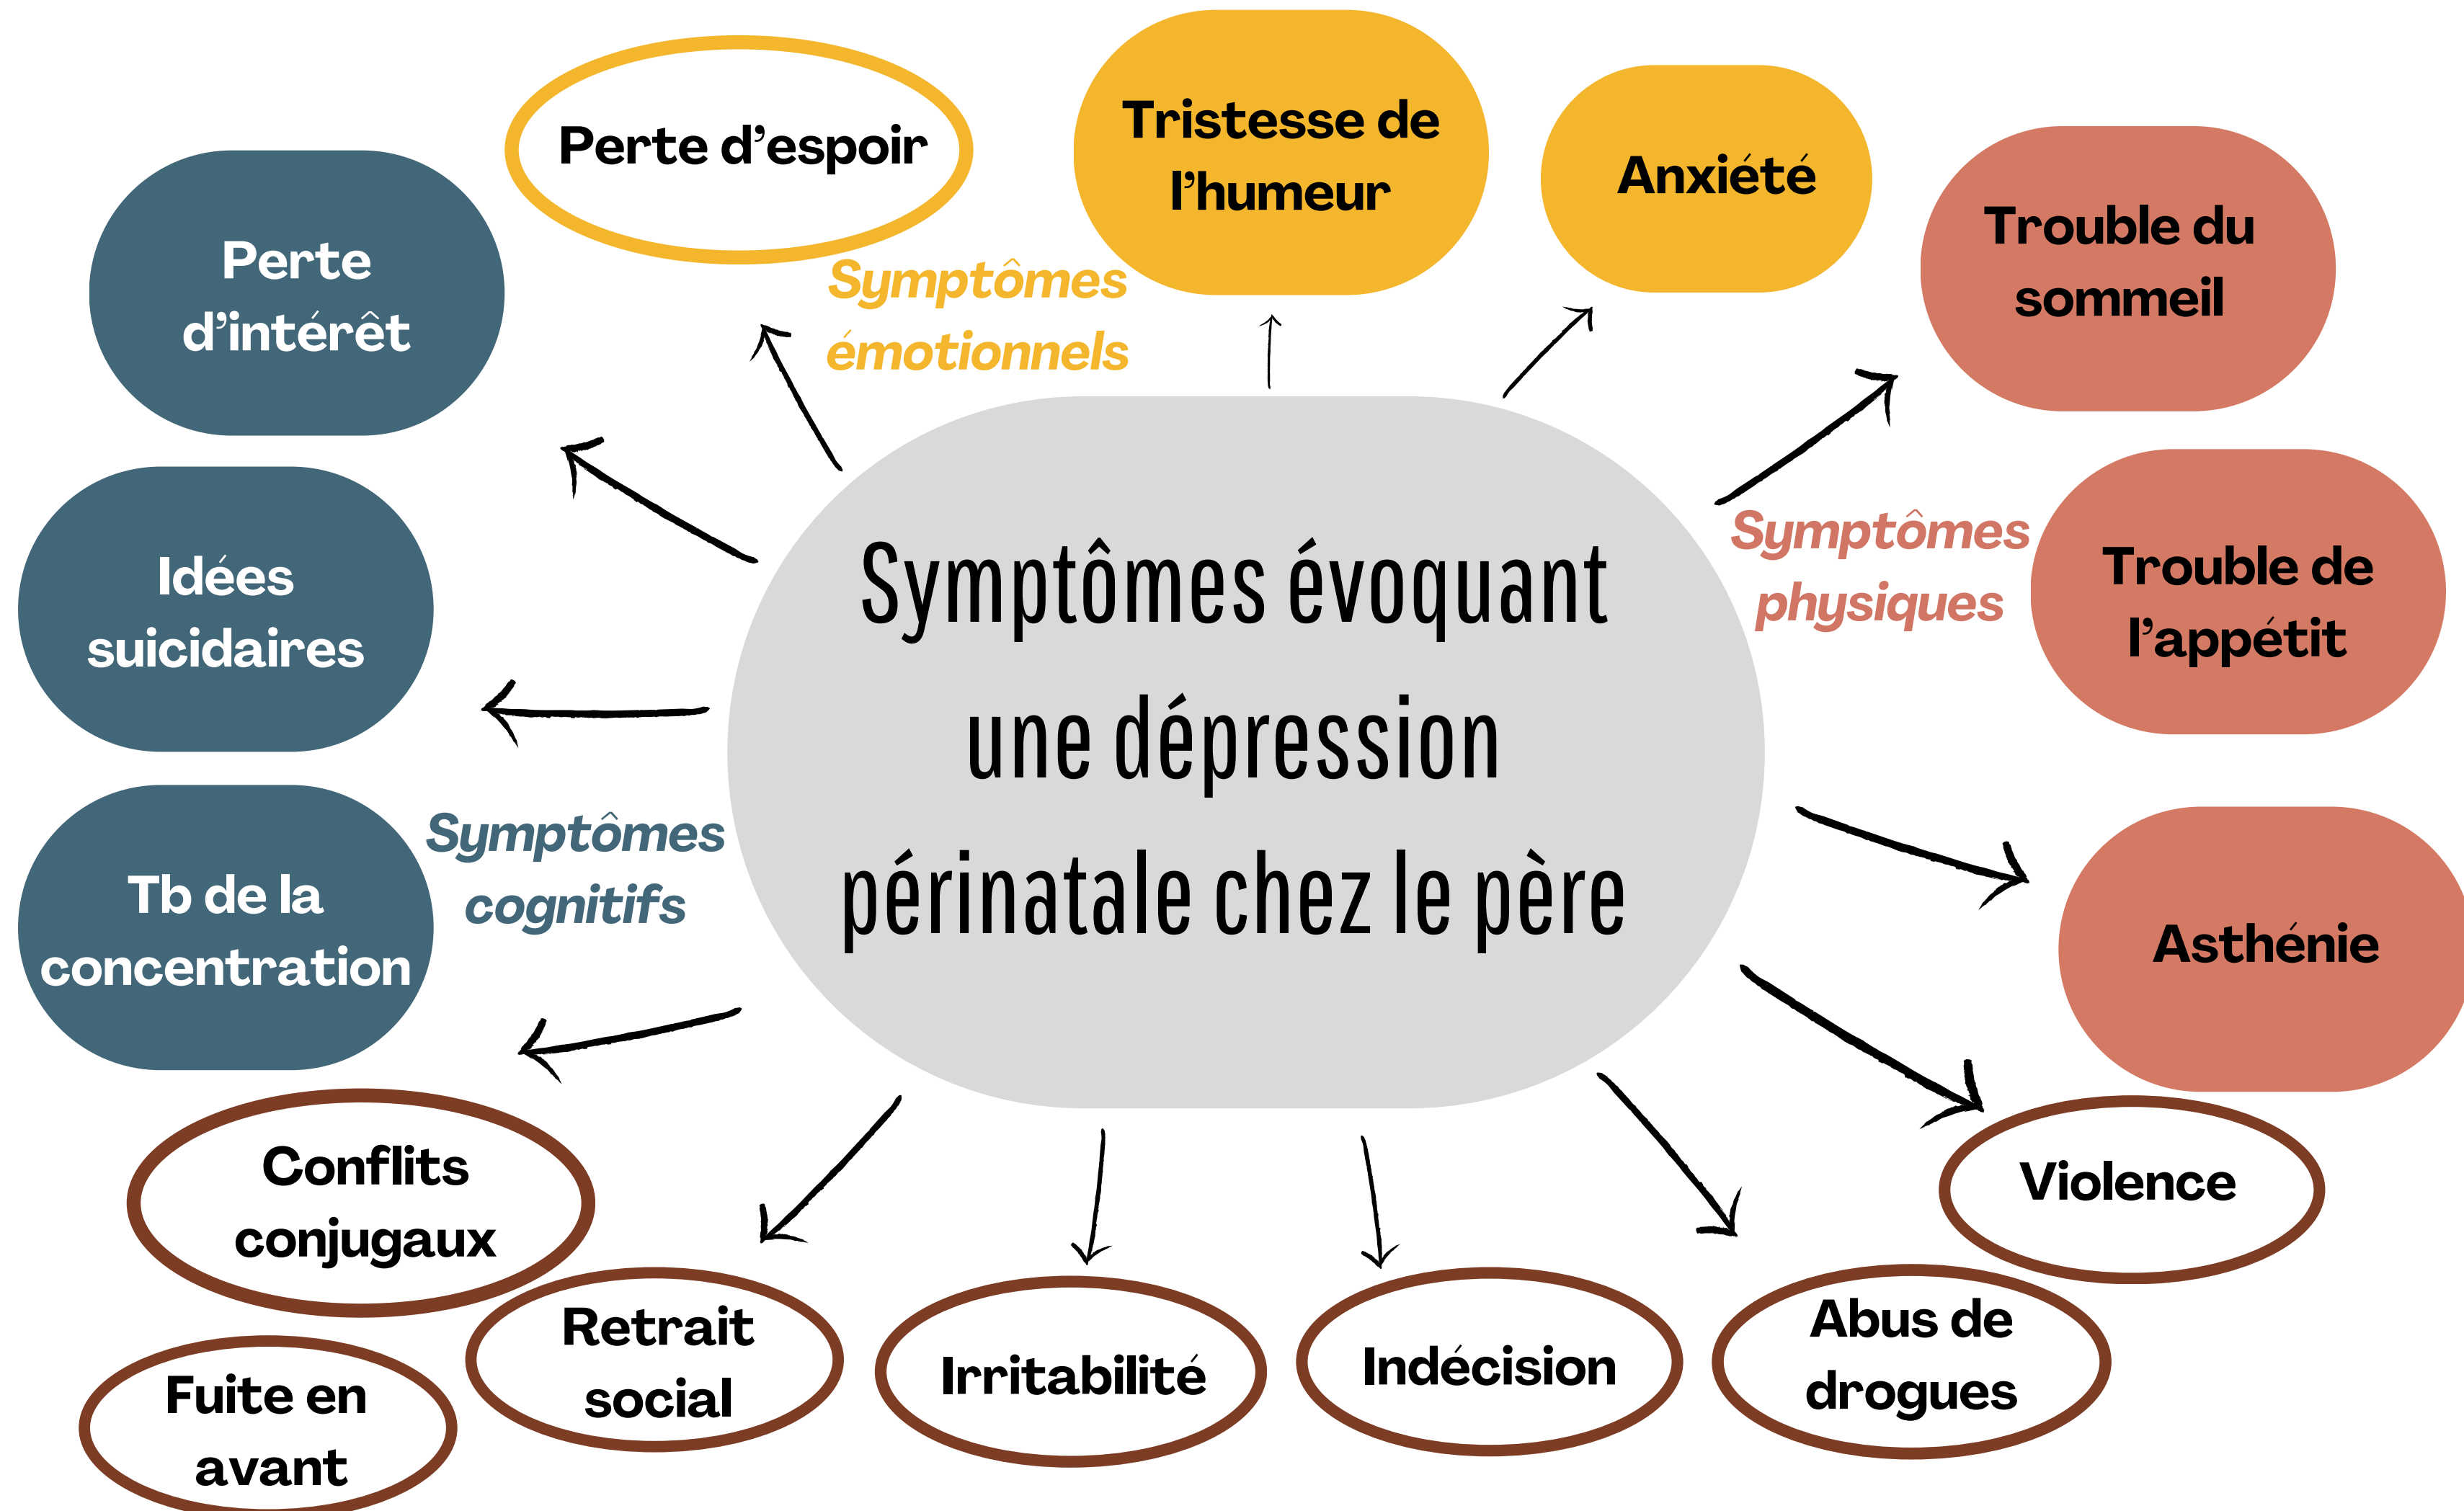 Perte d'espoir
Tristesse de
l'humeur
Anxiété
Trouble du
sommeil
Perte
d'intérêt
Symptômes
émotionnels
Idées
suicidaires
Symptômes évoquant
une dépression
périnatale chez le père
Symptômes
physiques
Trouble de
l'appétit
Tb de la
concentration
Symptômes
cognitifs
Asthénie
Conflits
conjugaux
Violence
Fuite en
avant
Retrait
social
Irritabilité
Indécision
Abus de
drogues